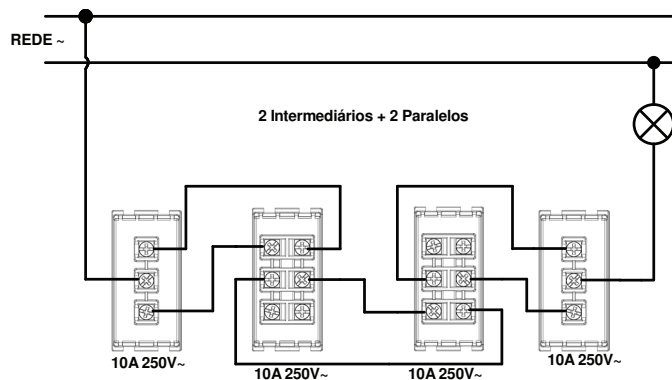 REDE ~
2 Intermediários + 2 Paralelos
10A 250V~
10A 250V~
10A 250V~
10A 250V~